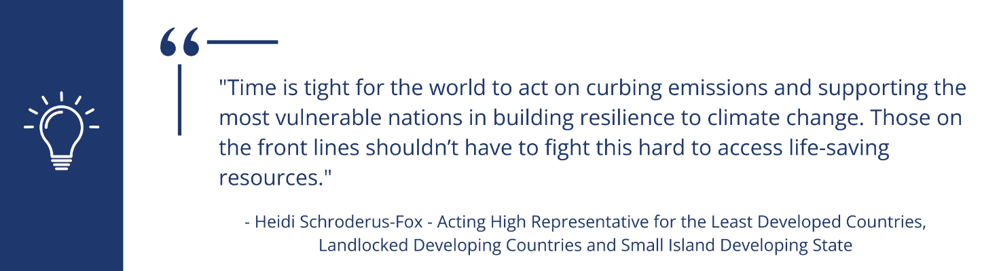 "Time is tight for the world to act on curbing emissions and supporting the
most vulnerable nations in building resilience to climate change. Those on
the front lines shouldn’t have to fight this hard to access life-saving
resources."
- Heidi Schroderus-Fox - Acting High Representative for the Least Developed Countries,
Landlocked Developing Countries and Small Island Developing State